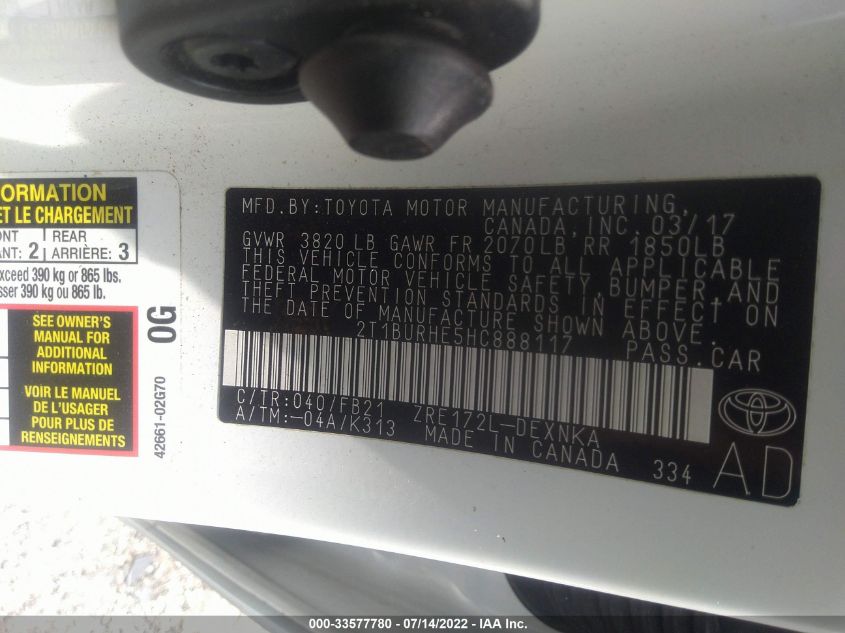 ORMATION
ET LE CHARGEMENT
ONT REAR
ANT: 2 ARRIÈRE: 3
xceed 390 kg or 865 lbs.
sser 390 kg ou 865 lb.
SEE OWNER'S
MANUAL FOR
ADDITIONAL
INFORMATION
VOIR LE MANUEL
DE L'USAGER
POUR PLUS DE
RENSEIGNEMENTS
0G
42661-02G70
MFD.BY:TOYOTA MOTOR MANUFACTURING,
CANADA, INC. 03/17
GVWR 3820 LB GAWR FR 2070LB RR 1850LB
THIS VEHICLE CONFORMS TO ALL APPLICABLE
FEDERAL MOTOR VEHICLE SAFETY, BUMPER AND
THEFT PREVENTION STANDARDS IN EFFECT ON
THE DATE OF MANUFACTURE SHOWN ABOVE.
2T1BURHE5HC888117 PASS.CAR
C/TR:040/FB21 ZRE172L-DEXNKA
A/TM:-04A/K313 MADE IN CANADA 334
AD
000-33577780 - 07/14/2022 - IAA Inc.